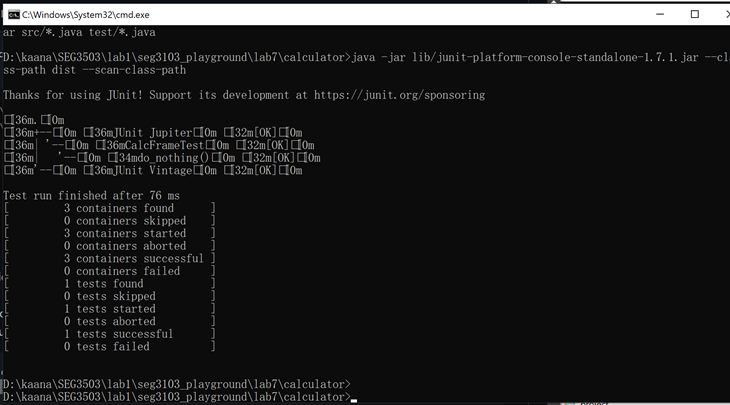 C:\Windows\System32\cmd.exe
ar src/*.java test/*.java
D:\kaana\SEG3503\lab1\seg3103_playground\lab7\calculator>java -jar lib/junit-platform-console-standalone-1.7.1.jar --cla
ss-path dist --scan-class-path
Thanks for using JUnit! Support its development at https://junit.org/sponsoring
□[36m.□[0m
□[36m+--□[0m □[36mJUnit Jupiter□[0m □[32m[OK]□[0m
□[36m| '--□[0m □[36mCalcFrameTest□[0m □[32m[OK]□[0m
□[36m|   '--□[0m □[34mdo_nothing()□[0m □[32m[OK]□[0m
□[36m'--□[0m □[36mJUnit Vintage□[0m □[32m[OK]□[0m
Test run finished after 76 ms
[         3 containers found      ]
[         0 containers skipped    ]
[         3 containers started    ]
[         0 containers aborted    ]
[         3 containers successful ]
[         0 containers failed     ]
[         1 tests found           ]
[         0 tests skipped         ]
[         1 tests started         ]
[         0 tests aborted         ]
[         1 tests successful      ]
[         0 tests failed          ]
D:\kaana\SEG3503\lab1\seg3103_playground\lab7\calculator>
D:\kaana\SEG3503\lab1\seg3103_playground\lab7\calculator>